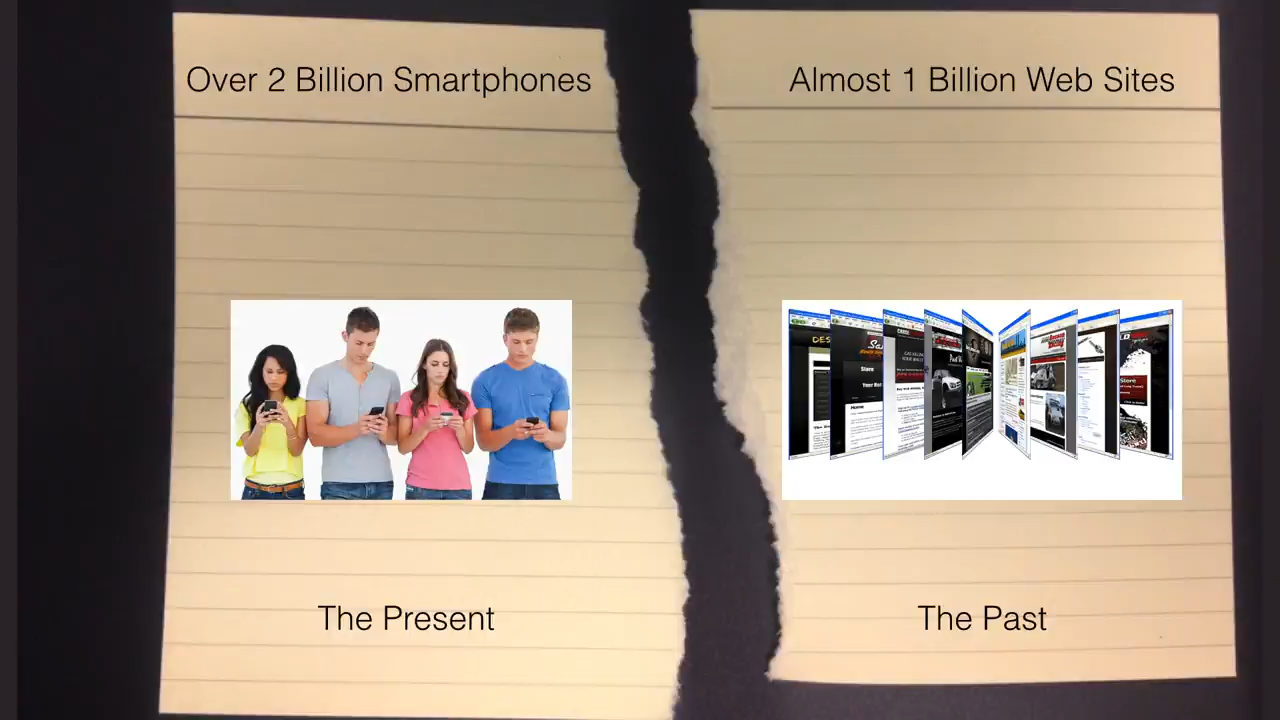 Over 2 Billion Smartphones
Almost 1 Billion Web Sites
The Present
The Past